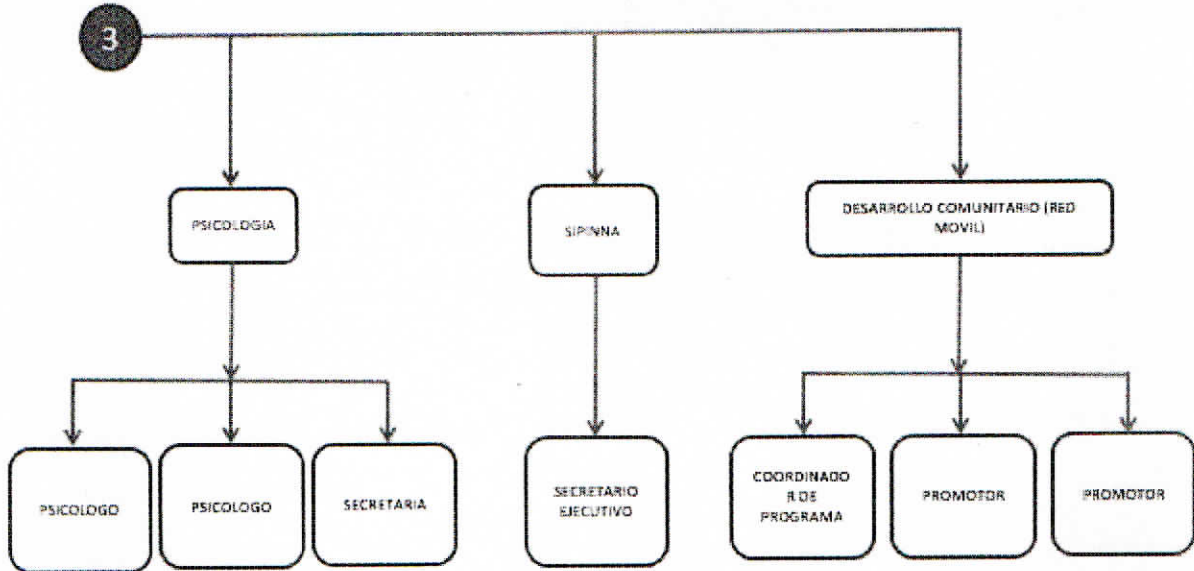 3
PSICOLOGIA
SIPINNA
DESARROLLO COMUNITARIO (RED
MOVIL)
PSICOLOGO
PSICOLOGO
SECRETARIA
SECRETARIO
EJECUTIVO
COORDINADO
R DE
PROGRAMA
PROMOTOR
PROMOTOR